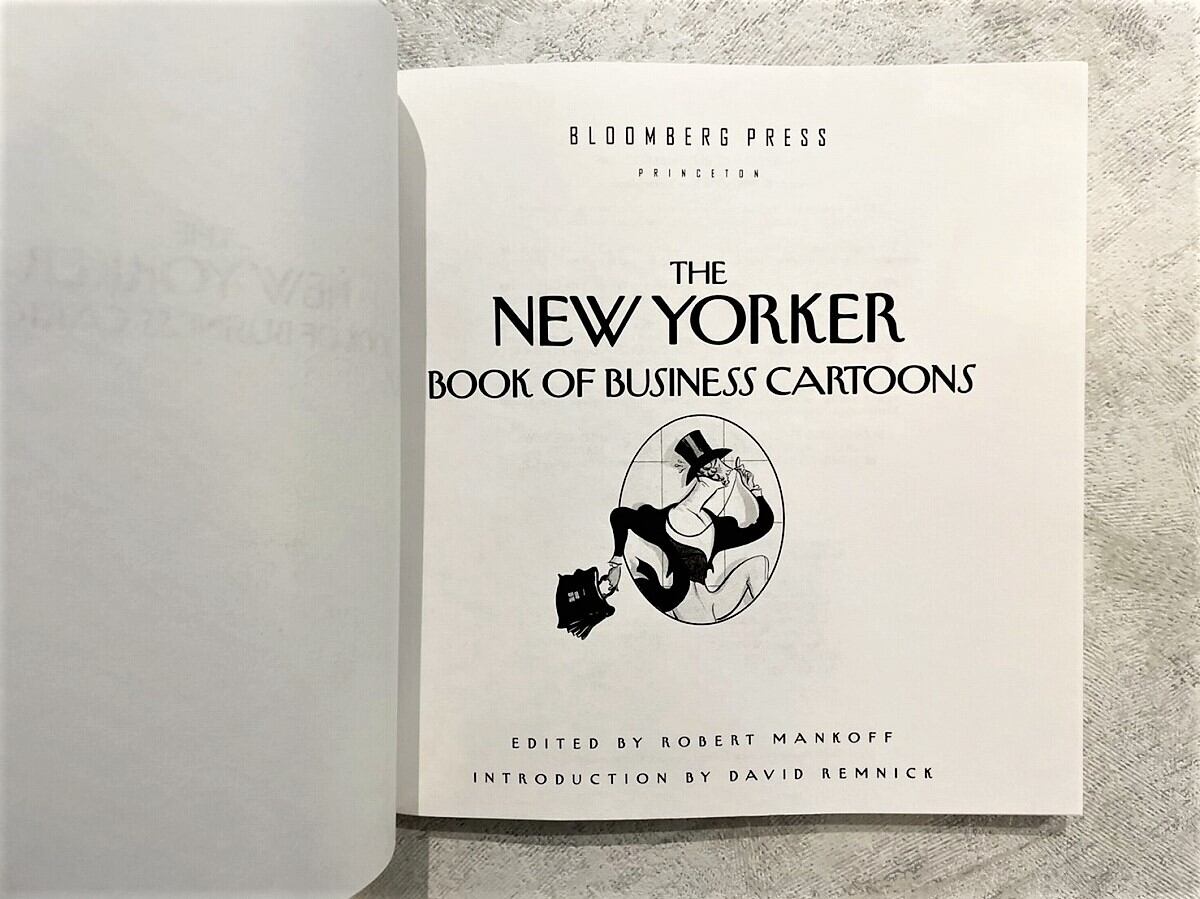 BLOOMBERG PRESS
PRINCETON
THE
NEW YORKER
BOOK OF BUSINESS CARTOONS
EDITED BY ROBERT MANKOFF
INTRODUCTION BY DAVID REMNICK